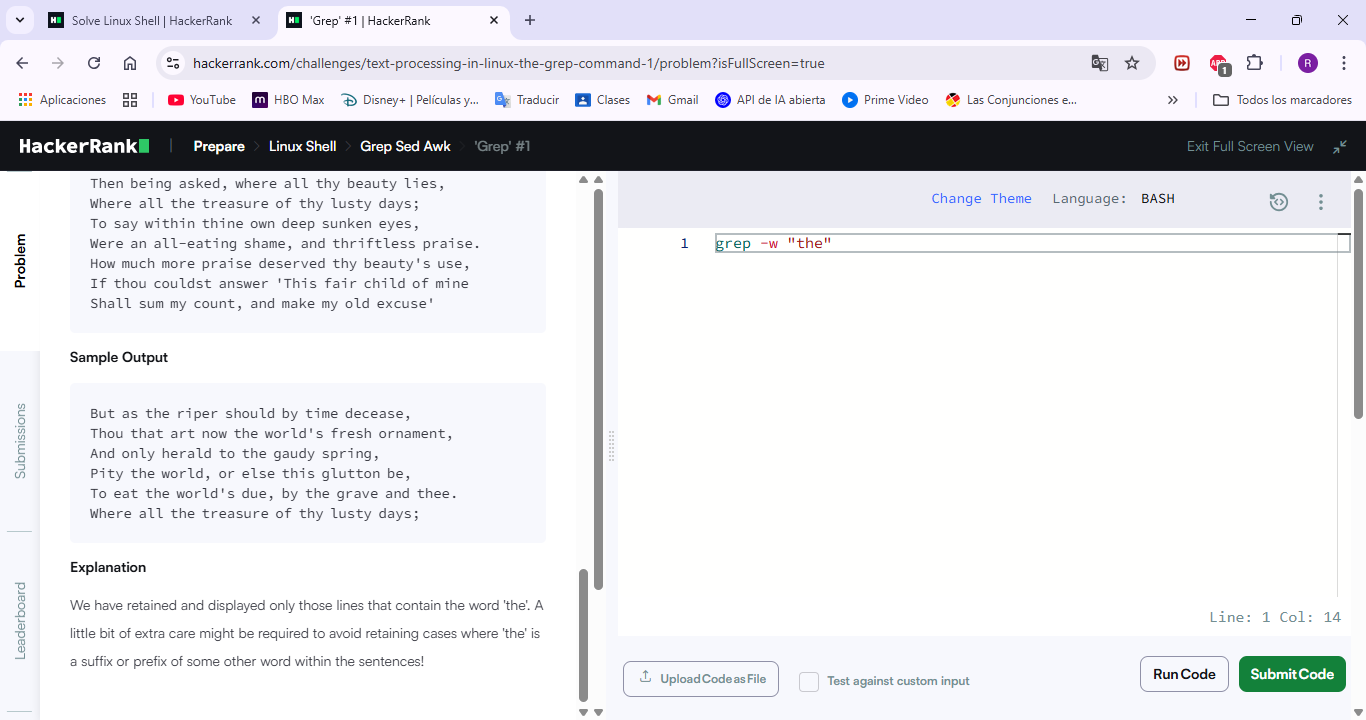 Solve Linux Shell | HackerRank
'Grep' #1 | HackerRank
hackerrank.com/challenges/text-processing-in-linux-the-grep-command-1/problem?isFullScreen=true
1
R
Aplicaciones
YouTube
HBO Max
Disney+ | Películas y...
Traducir
Clases
Gmail
API de IA abierta
Prime Video
Las Conjunciones e...
Todos los marcadores
HackerRank
Prepare
Linux Shell
Grep Sed Awk
'Grep' #1
Exit Full Screen View
Problem
Submissions
Leaderboard
Then being asked, where all thy beauty lies,
Where all the treasure of thy lusty days;
To say within thine own deep sunken eyes,
Were an all-eating shame, and thriftless praise.
How much more praise deserved thy beauty's use,
If thou couldst answer 'This fair child of mine
Shall sum my count, and make my old excuse'
Sample Output
But as the riper should by time decease,
Thou that art now the world's fresh ornament,
And only herald to the gaudy spring,
Pity the world, or else this glutton be,
To eat the world's due, by the grave and thee.
Where all the treasure of thy lusty days;
Explanation
We have retained and displayed only those lines that contain the word 'the'. A
little bit of extra care might be required to avoid retaining cases where 'the' is
a suffix or prefix of some other word within the sentences!
Change Theme
Language: BASH
1
grep -w "the"
Line: 1 Col: 14
Upload Code as File
Test against custom input
Run Code
Submit Code